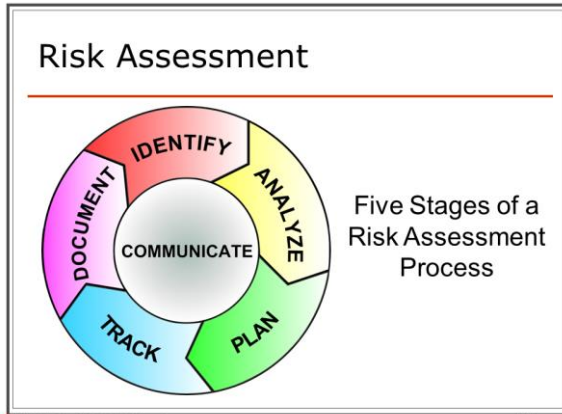 Risk Assessment
IDENTIFY
ANALYZE
PLAN
TRACK
DOCUMENT
COMMUNICATE
Five Stages of a
Risk Assessment
Process